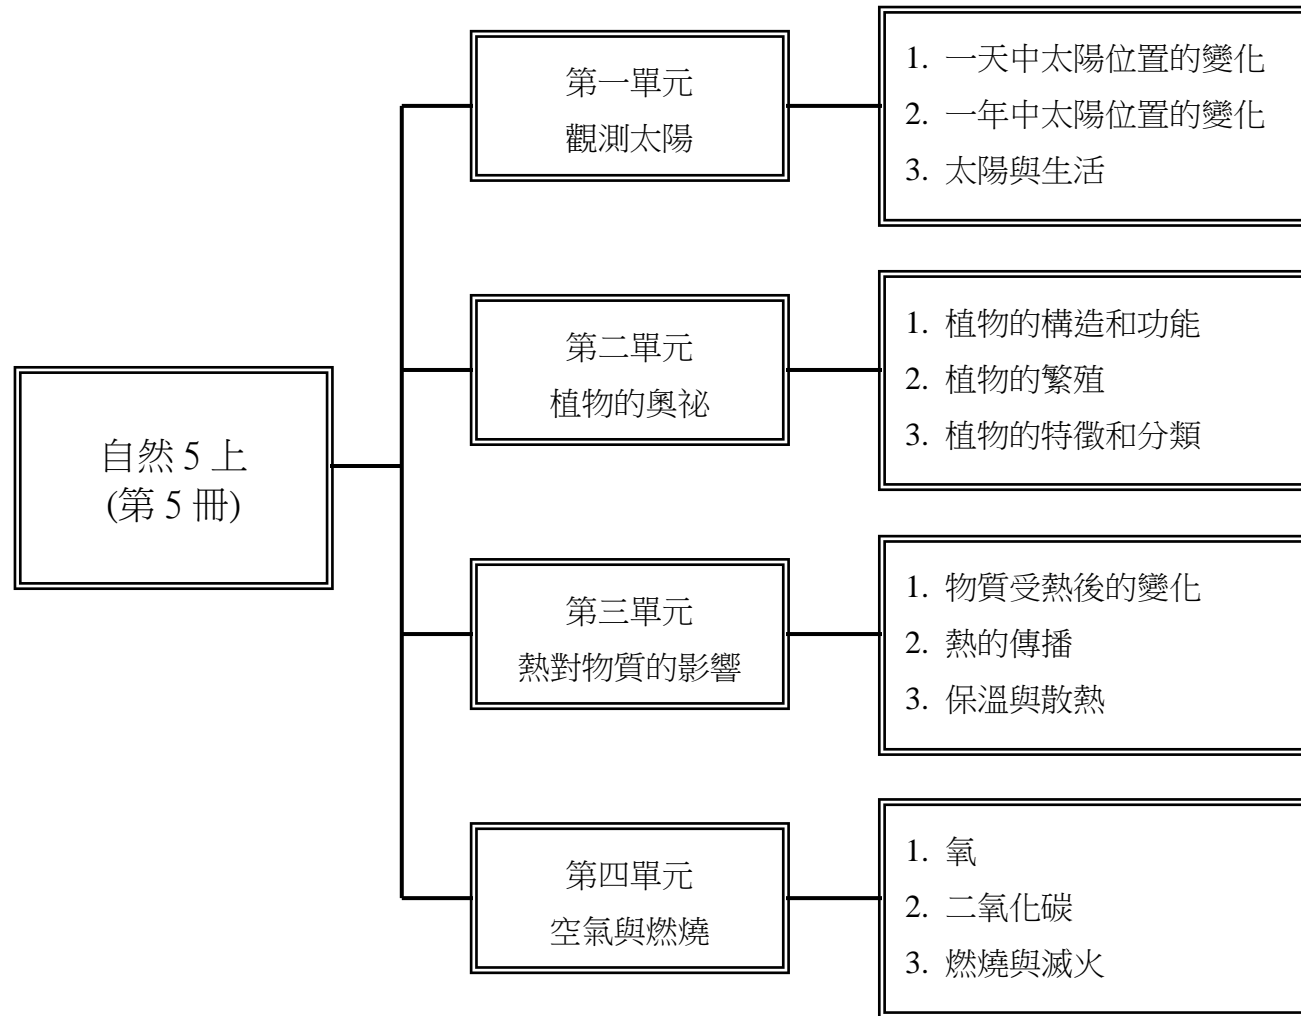 自然 5 上
(第 5 冊)
第一單元
觀測太陽
1. 一天中太陽位置的變化
2. 一年中太陽位置的變化
3. 太陽與生活
第二單元
植物的奧祕
1. 植物的構造和功能
2. 植物的繁殖
3. 植物的特徵和分類
第三單元
熱對物質的影響
1. 物質受熱後的變化
2. 熱的傳播
3. 保溫與散熱
第四單元
空氣與燃燒
1. 氧
2. 二氧化碳
3. 燃燒與滅火